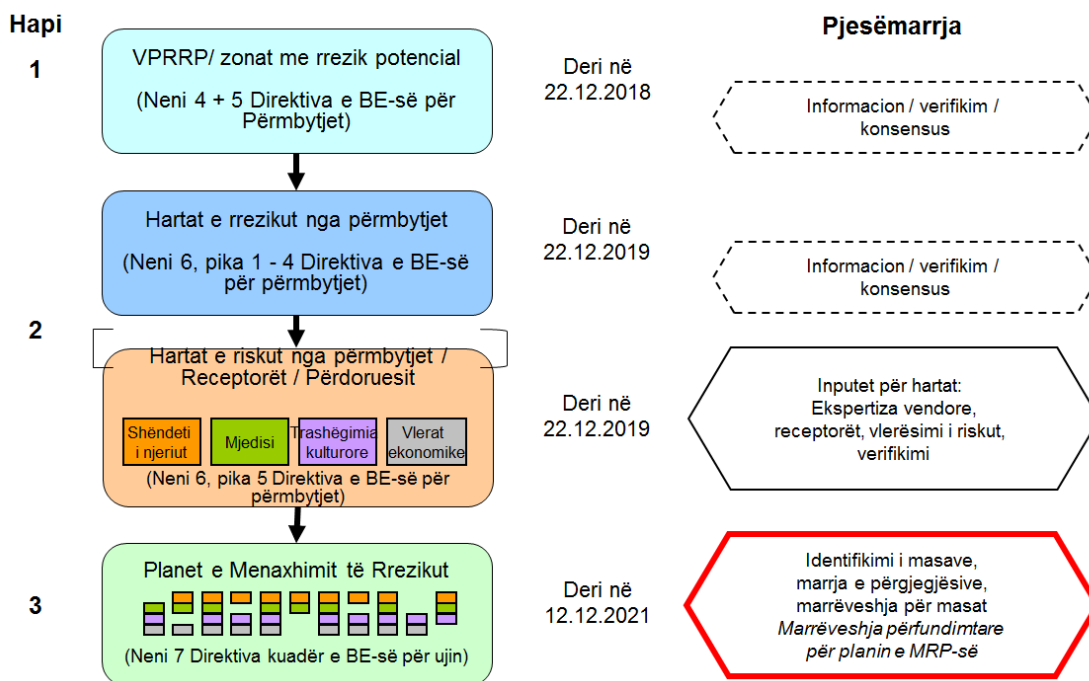 Hapi
Pjesëmarrja
1
VPRRP/ zonat me rrezik potencial
(Neni 4 + 5 Direktiva e BE-së për
Përmbytjet)
Deri në
22.12.2018
Informacion / verifikim /
konsensus
Hartat e rrezikut nga përmbytjet
(Neni 6, pika 1 - 4 Direktiva e BE-së
për përmbytjet)
Deri në
22.12.2019
Informacion / verifikim /
konsensus
2
Hartat e riskut nga përmbytjet /
Receptorët / Përdoruesit
Shëndeti
i njeriut
Mjedisi
Trashëgimia
kulturore
Vlerat
ekonomike
(Neni 6, pika 5 Direktiva e BE-së për
përmbytjet)
Deri në
22.12.2019
Inputet për hartat:
Ekspertiza vendore,
receptorët, vlerësimi i riskut,
verifikimi
3
Planet e Menaxhimit të Rrezikut
(Neni 7 Direktiva kuadër e BE-së për ujin)
Deri në
12.12.2021
Identifikimi i masave,
marrja e përgjegjësive,
marrëveshja për masat
Marrëveshja përfundimtare
për planin e MRP-së